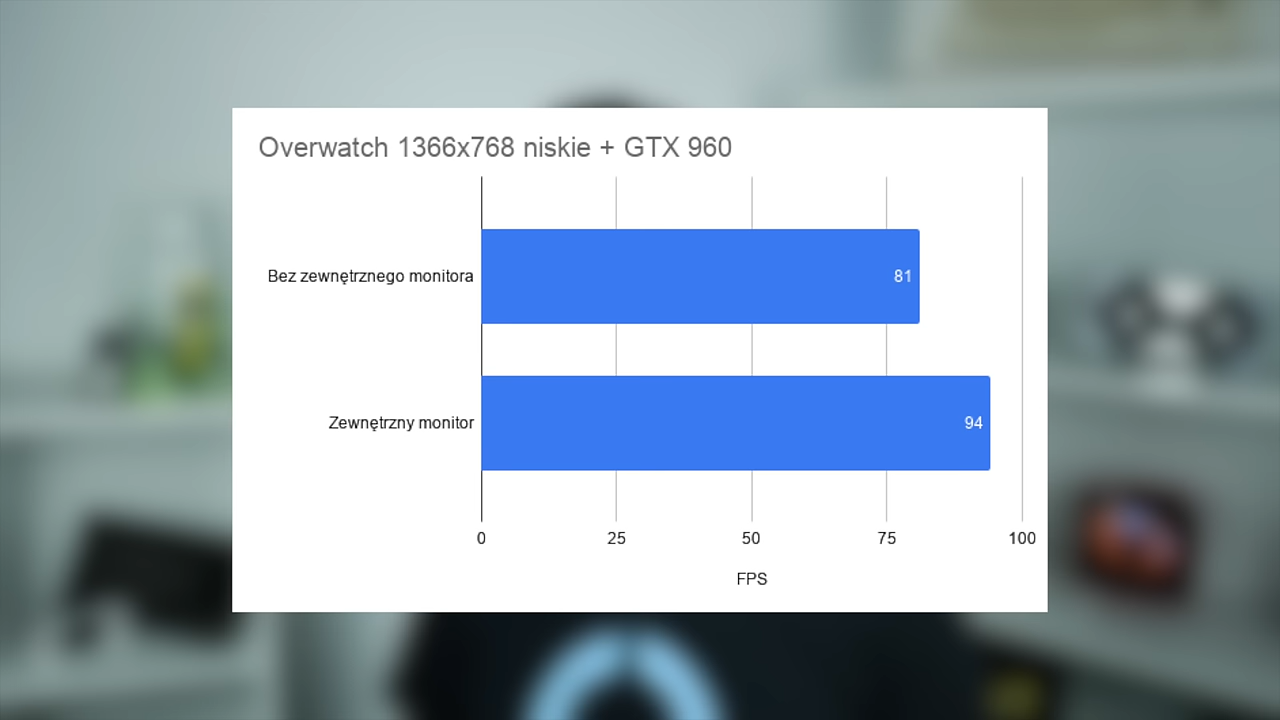 Overwatch 1366x768 niskie + GTX 960
Bez zewnętrznego monitora
81
Zewnętrzny monitor
94
0 25 50 75 100
FPS